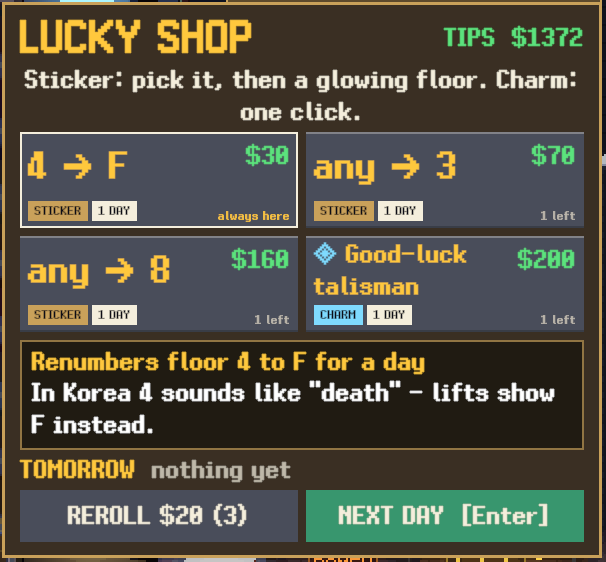 LUCKY SHOP
TIPS $1372
Sticker: pick it, then a glowing floor. Charm:
one click.
4 → F
$30
STICKER
1 DAY
always here
any → 3
$70
STICKER
1 DAY
1 left
any → 8
$160
STICKER
1 DAY
1 left
Good-luck
talisman
$200
CHARM
1 DAY
1 left
Renumbers floor 4 to F for a day
In Korea 4 sounds like "death" - lifts show
F instead.
TOMORROW nothing yet
REROLL $20 (3)
NEXT DAY [Enter]